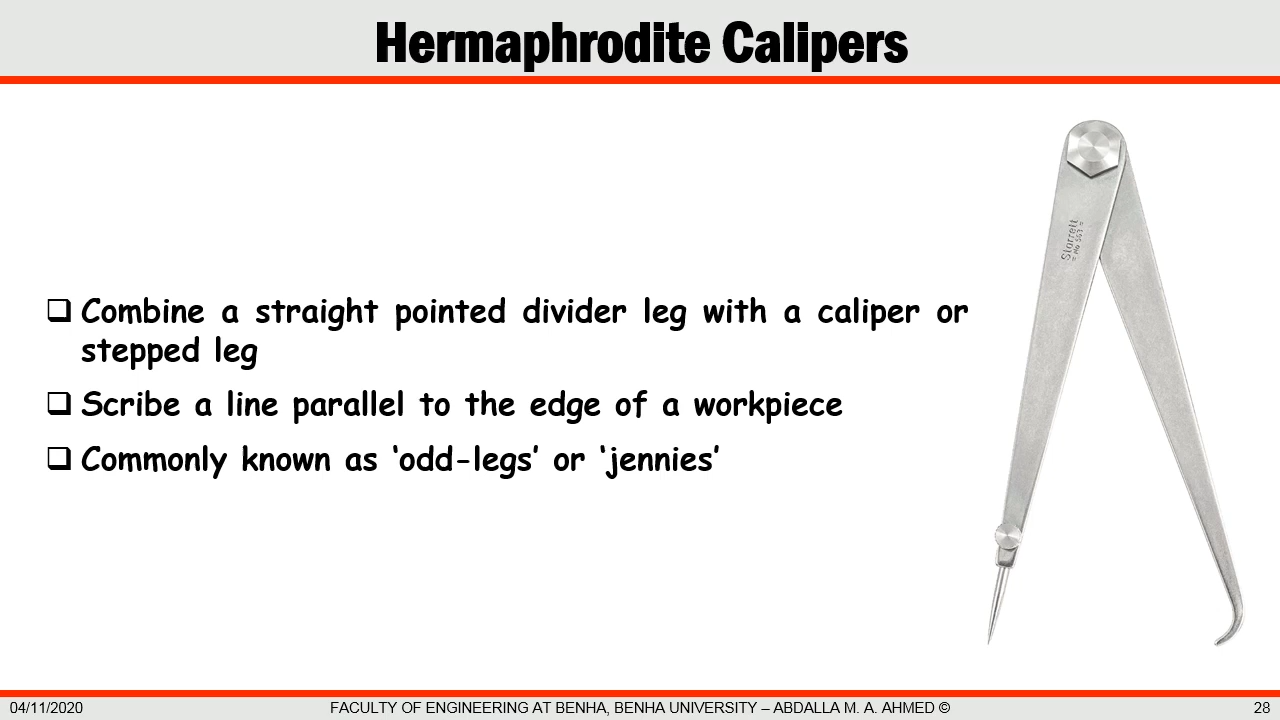 Hermaphrodite Calipers
Combine a straight pointed divider leg with a caliper or
stepped leg
Scribe a line parallel to the edge of a workpiece
Commonly known as ‘odd-legs’ or ‘jennies’
Starrett
04/11/2020
FACULTY OF ENGINEERING AT BENHA, BENHA UNIVERSITY – ABDALLA M. A. AHMED ©
28